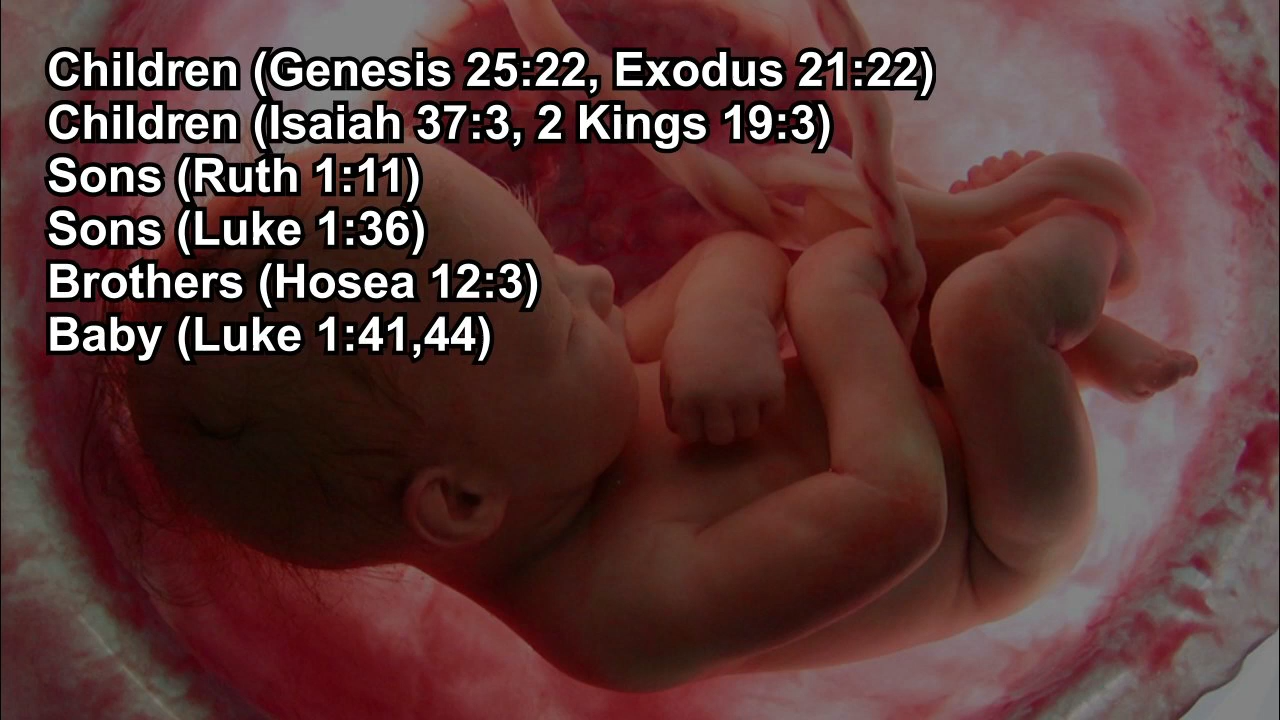 Children (Genesis 25:22, Exodus 21:22)
Children (Isaiah 37:3, 2 Kings 19:3)
Sons (Ruth 1:11)
Sons (Luke 1:36)
Brothers (Hosea 12:3)
Baby (Luke 1:41,44)